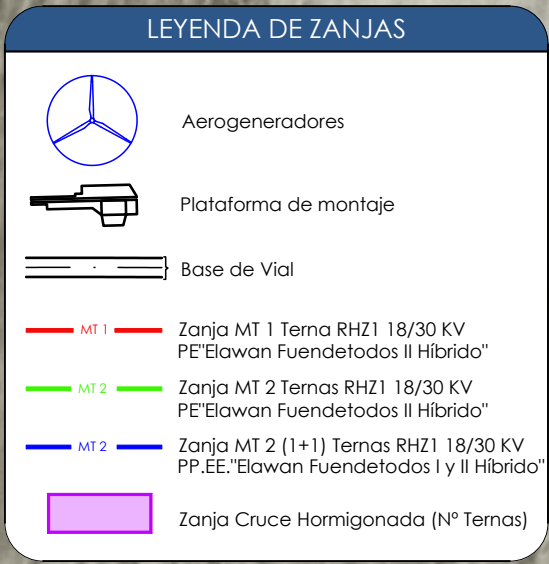 LEYENDA DE ZANJAS
Aerogeneradores
Plataforma de montaje
Base de Vial
MT 1 Zanja MT 1 Terna RHZ1 18/30 KV
PE"Elawan Fuendetodos II Híbrido"
MT 2 Zanja MT 2 Ternas RHZ1 18/30 KV
PE"Elawan Fuendetodos II Híbrido"
MT 2 Zanja MT 2 (1+1) Ternas RHZ1 18/30 KV
PP.EE."Elawan Fuendetodos I y II Híbrido"
Zanja Cruce Hormigonada (Nº Ternas)